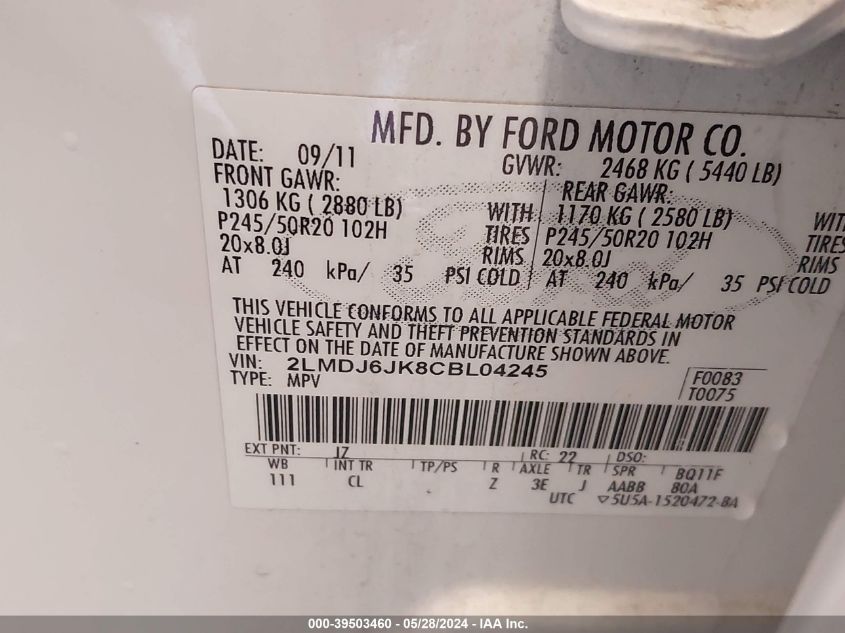 MFD. BY FORD MOTOR CO.
DATE: 09/11 GVWR: 2468 KG ( 5440 LB)
FRONT GAWR: REAR GAWR:
1306 KG ( 2880 LB) WITH 1170 KG ( 2580 LB) WITH
P245/50R20 102H TIRES P245/50R20 102H TIRES
20x8.0J RIMS 20x8.0J RIMS
AT 240 kPa/ 35 PSI COLD AT 240 kPa/ 35 PSI COLD
THIS VEHICLE CONFORMS TO ALL APPLICABLE FEDERAL MOTOR
VEHICLE SAFETY AND THEFT PREVENTION STANDARDS IN
EFFECT ON THE DATE OF MANUFACTURE SHOWN ABOVE.
VIN: 2LMDJ6JK8CBL04245
TYPE: MPV
F0083
T0075
EXT PNT: JZ RC: 22 DSO:
WB INT TR TP/PS R AXLE TR SPR BQ11F
111 CL Z 3E J AABB 80A
UTC ▽5U5A-1520472-BA
000-39503460 - 05/28/2024 - IAA Inc.